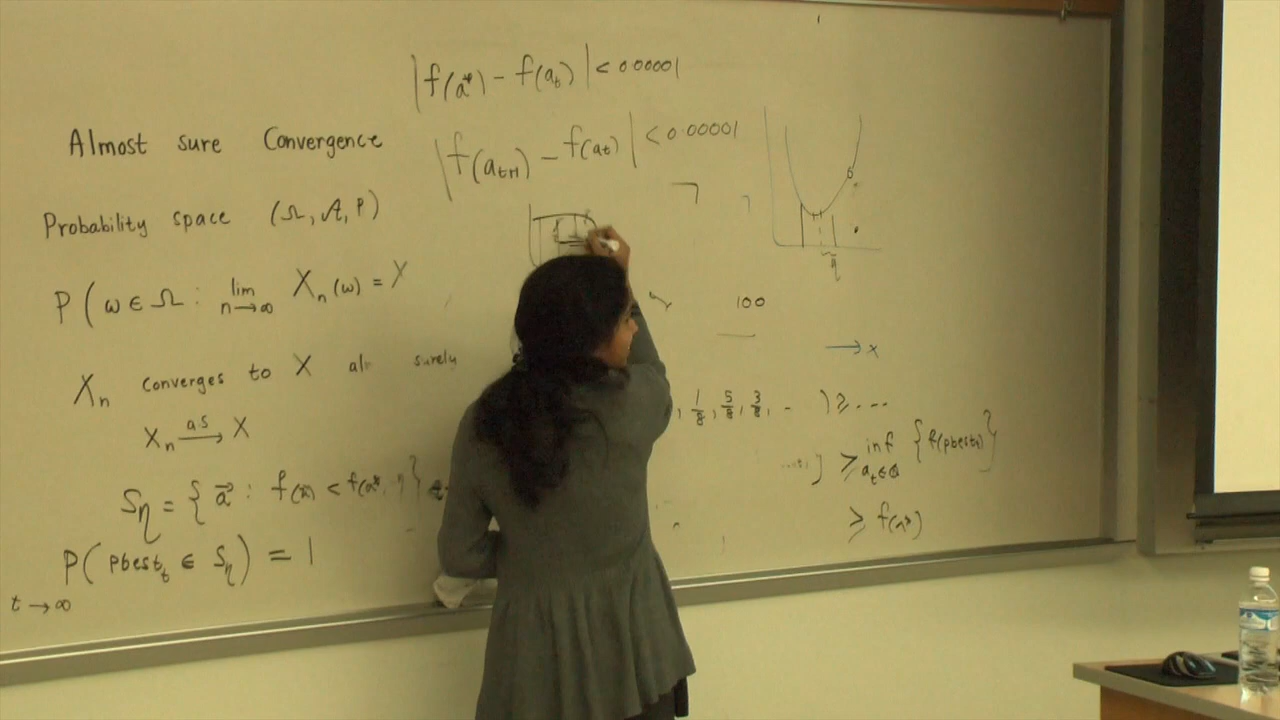 |f(a*) - f(a_t)| < 0.00001
Almost sure Convergence
|f(a_{t+1}) - f(a_t)| < 0.00001
Probability space (Ω, A, P)
P(ω ∈ Ω : lim_{n→∞} X_n(ω) = X
100
η
→ x
X_n converges to X al surely
, 1/8, 5/8, 3/8, - ) ≥ ...
X_n —a.s→ X
] ≥ inf_{a_t∈a} {f(pbest_t)}
S_η = { a⃗ : f(a) < f(a*, η }
≥ f(a*)
P(pbest_t ∈ S_η) = 1
t → ∞